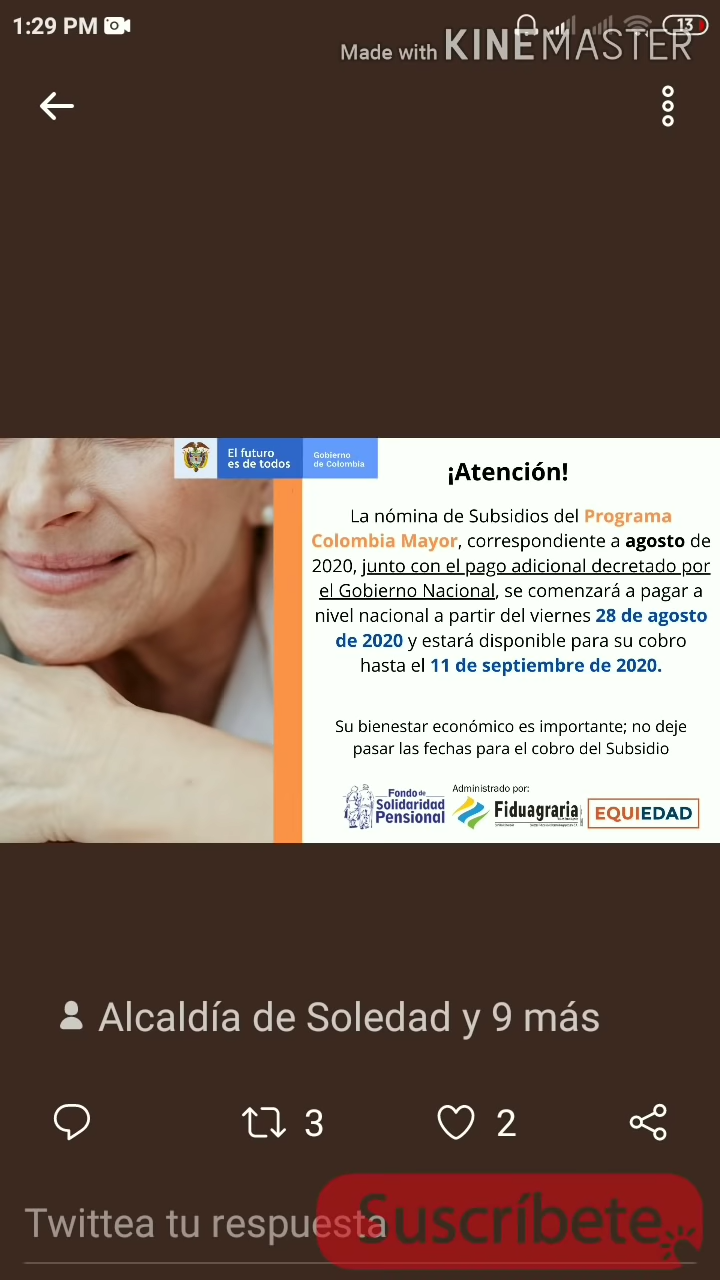 1:29 PM
13
Made with KINEMASTER
El futuro
es de todos
Gobierno
de Colombia
¡Atención!
La nómina de Subsidios del Programa
Colombia Mayor, correspondiente a agosto de
2020, junto con el pago adicional decretado por
el Gobierno Nacional, se comenzará a pagar a
nivel nacional a partir del viernes 28 de agosto
de 2020 y estará disponible para su cobro
hasta el 11 de septiembre de 2020.
Su bienestar económico es importante; no deje
pasar las fechas para el cobro del Subsidio
Fondo de
Solidaridad
Pensional
Administrado por:
Fiduagraria
EQUIEDAD
Alcaldía de Soledad y 9 más
3
2
Twittea tu respuesta
Suscríbete